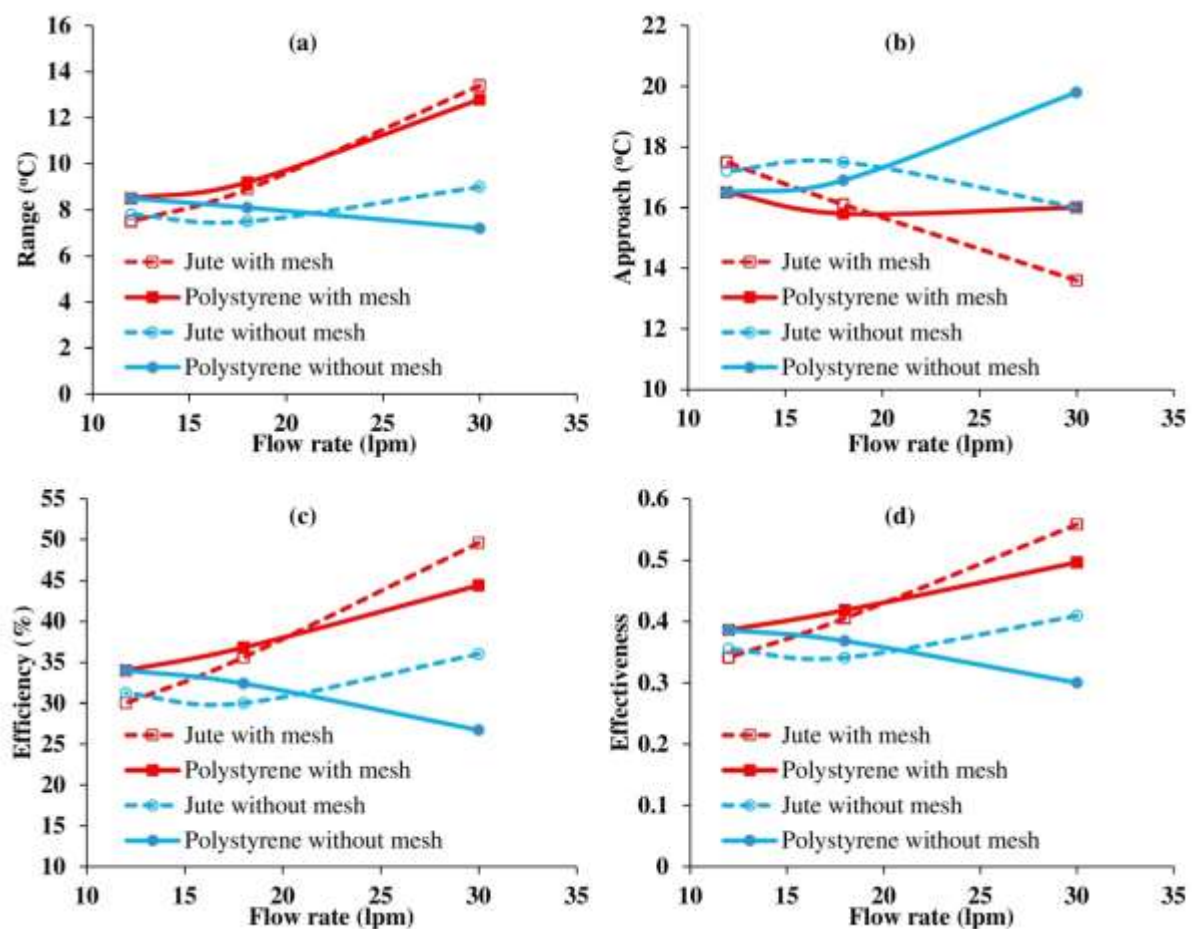 (a)
16
14
12
10
8
6
4
2
0
Range (°C)
Jute with mesh
Polystyrene with mesh
Jute without mesh
Polystyrene without mesh
10 15 20 25 30 35
Flow rate (lpm)
(b)
22
20
18
16
14
12
10
Approach (°C)
Jute with mesh
Polystyrene with mesh
Jute without mesh
Polystyrene without mesh
10 15 20 25 30 35
Flow rate (lpm)
(c)
55
50
45
40
35
30
25
20
15
10
Efficiency (%)
Jute with mesh
Polystyrene with mesh
Jute without mesh
Polystyrene without mesh
10 15 20 25 30 35
Flow rate (lpm)
(d)
0.6
0.5
0.4
0.3
0.2
0.1
0
Effectiveness
Jute with mesh
Polystyrene with mesh
Jute without mesh
Polystyrene without mesh
10 15 20 25 30 35
Flow rate (lpm)